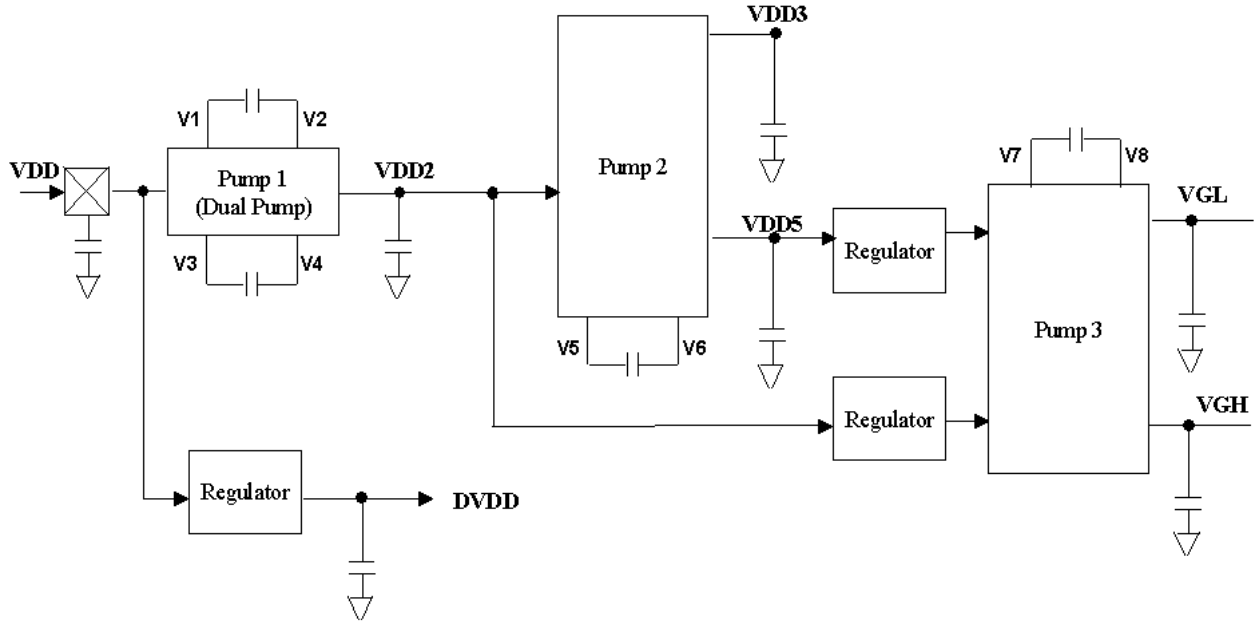 VDD3
V1
V2
V7
V8
VDD
Pump 1
(Dual Pump)
VDD2
Pump 2
VGL
VDD5
Regulator
V3
V4
Pump 3
V5
V6
Regulator
VGH
Regulator
DVDD